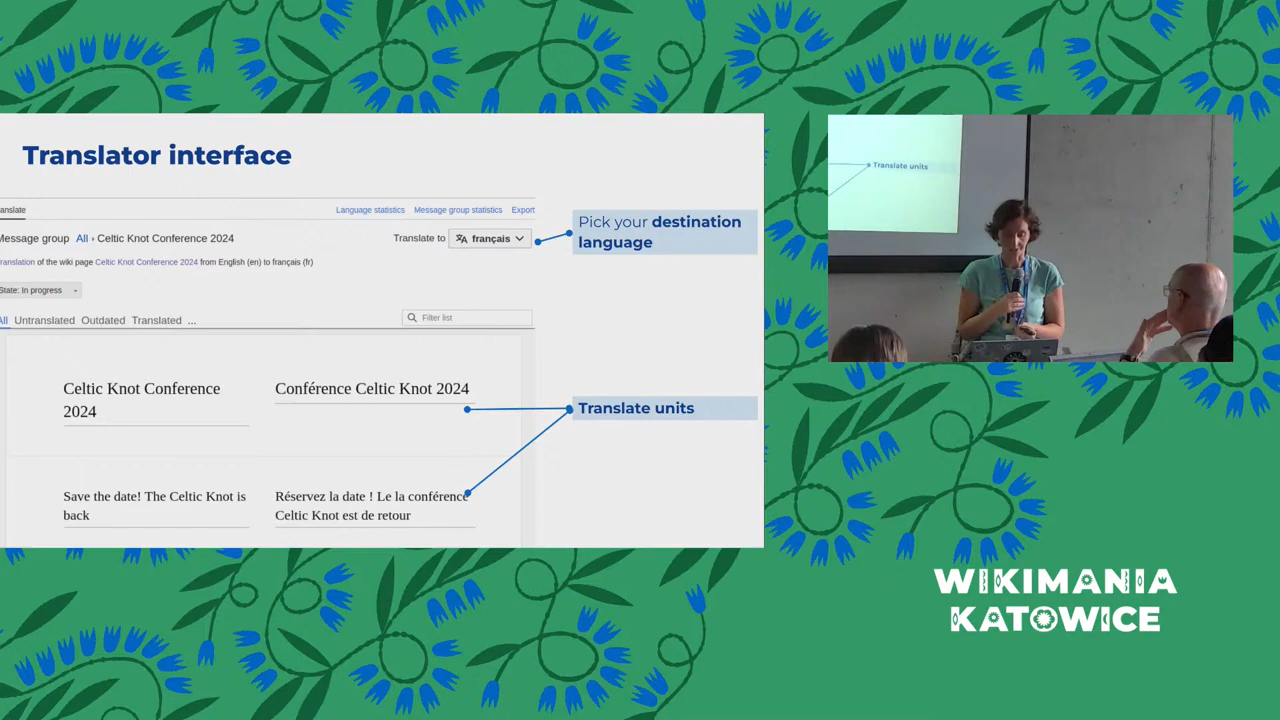 Translator interface
anslate
Language statistics Message group statistics Export
Message group All › Celtic Knot Conference 2024
Translate to français
Pick your destination
language
ranslation of the wiki page Celtic Knot Conference 2024 from English (en) to français (fr)
State: In progress
All Untranslated Outdated Translated ...
Filter list
Celtic Knot Conference
2024
Conférence Celtic Knot 2024
Translate units
Save the date! The Celtic Knot is
back
Réservez la date ! Le la conférence
Celtic Knot est de retour
Translate units
WIKIMANIA
KATOWICE